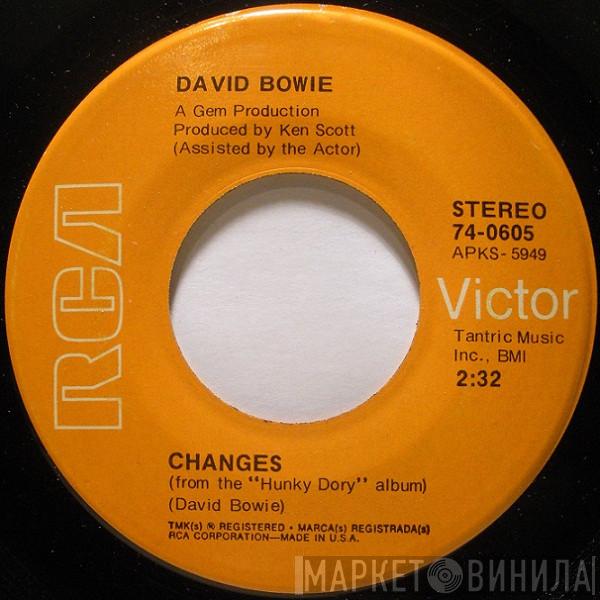 DAVID BOWIE
A Gem Production
Produced by Ken Scott
(Assisted by the Actor)
RCA
STEREO
74-0605
APKS-5949
Victor
Tantric Music
Inc., BMI
2:32
CHANGES
(from the "Hunky Dory" album)
(David Bowie)
TMK(s) ® REGISTERED • MARCA(s) REGISTRADA(s)
RCA CORPORATION—MADE IN U.S.A.
МАРКЕТ ВИНИЛА